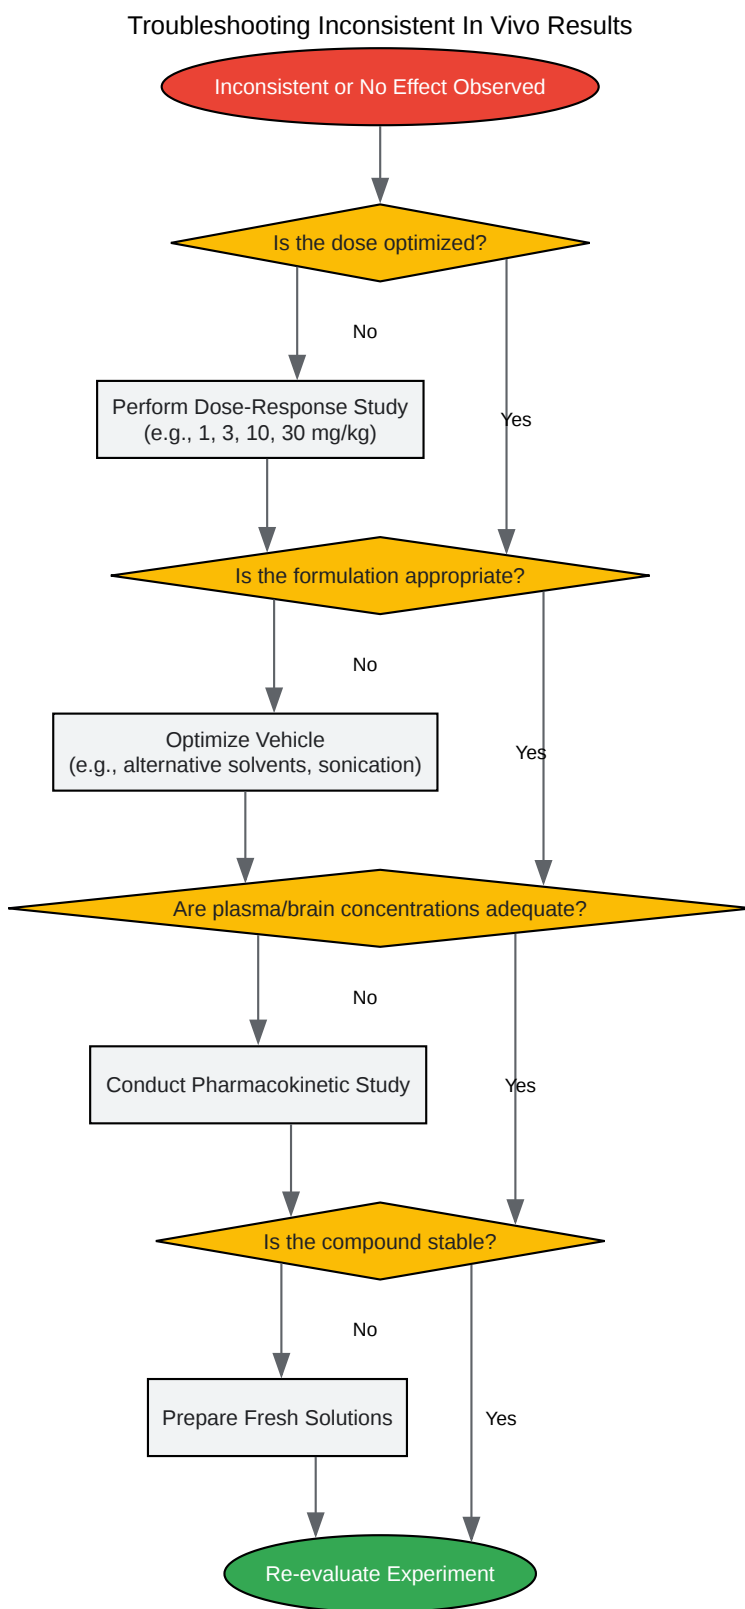 Troubleshooting Inconsistent In Vivo Results
Inconsistent or No Effect Observed
Is the dose optimized?
No
Perform Dose-Response Study
(e.g., 1, 3, 10, 30 mg/kg)
Yes
Is the formulation appropriate?
No
Optimize Vehicle
(e.g., alternative solvents, sonication)
Yes
Are plasma/brain concentrations adequate?
No
Conduct Pharmacokinetic Study
Yes
Is the compound stable?
No
Prepare Fresh Solutions
Yes
Re-evaluate Experiment